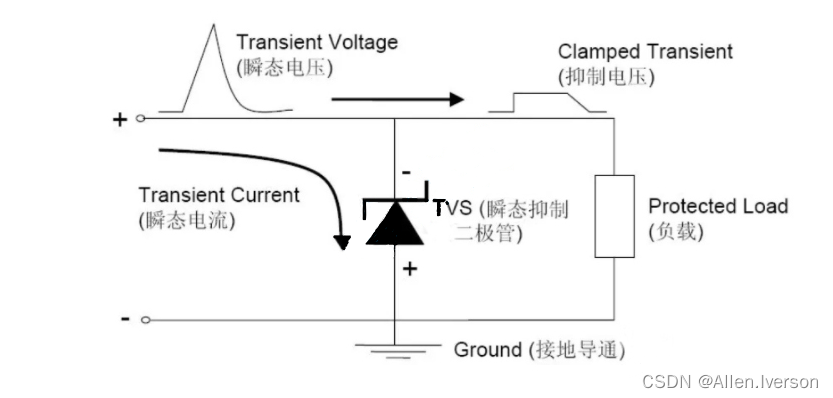 Transient Voltage
(瞬态电压)
Clamped Transient
(抑制电压)
+
-
Transient Current
(瞬态电流)
TVS (瞬态抑制
二极管)
+
Protected Load
(负载)
-
Ground (接地导通)
CSDN @Allen.lverson